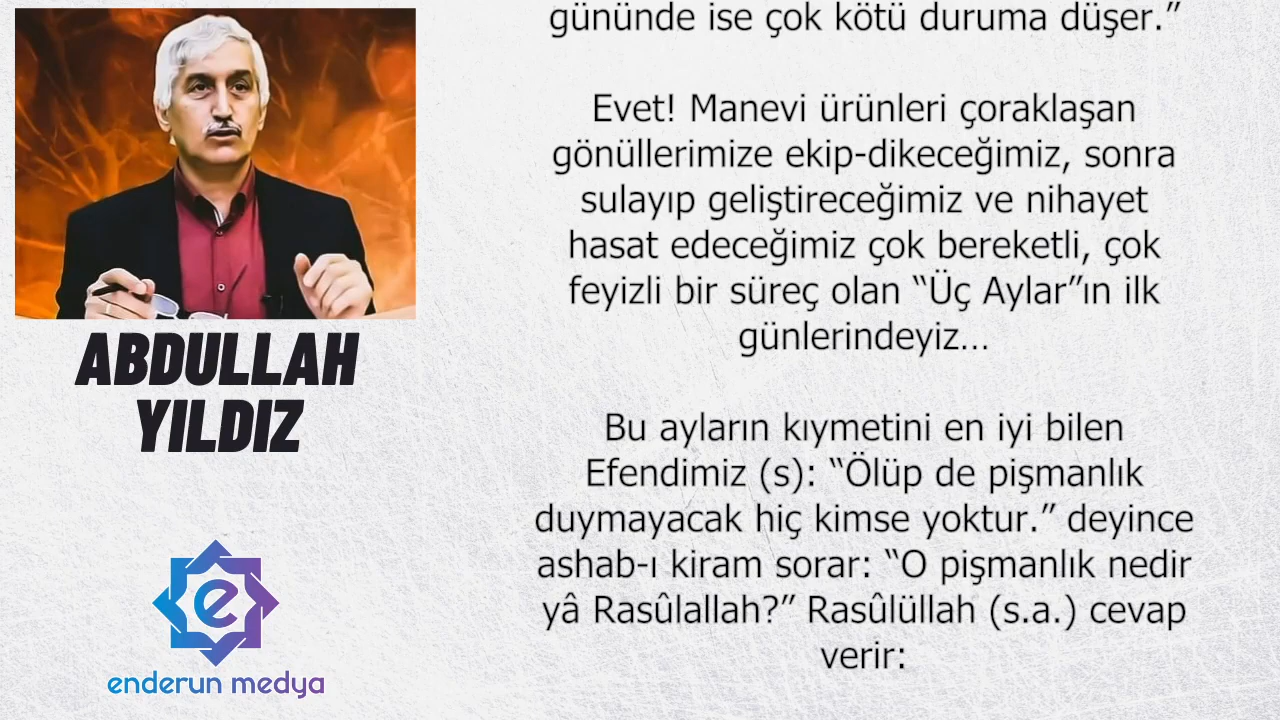 ABDULLAH
YILDIZ
e
enderun medya
gününde ise çok kötü duruma düşer.”
Evet! Manevi ürünleri çoraklaşan
gönüllerimize ekip-dikeceğimiz, sonra
sulayıp geliştireceğimiz ve nihayet
hasat edeceğimiz çok bereketli, çok
feyizli bir süreç olan “Üç Aylar”ın ilk
günlerindeyiz…
Bu ayların kıymetini en iyi bilen
Efendimiz (s): “Ölüp de pişmanlık
duymayacak hiç kimse yoktur.” deyince
ashab-ı kiram sorar: “O pişmanlık nedir
yâ Rasûlallah?” Rasûlüllah (s.a.) cevap
verir: